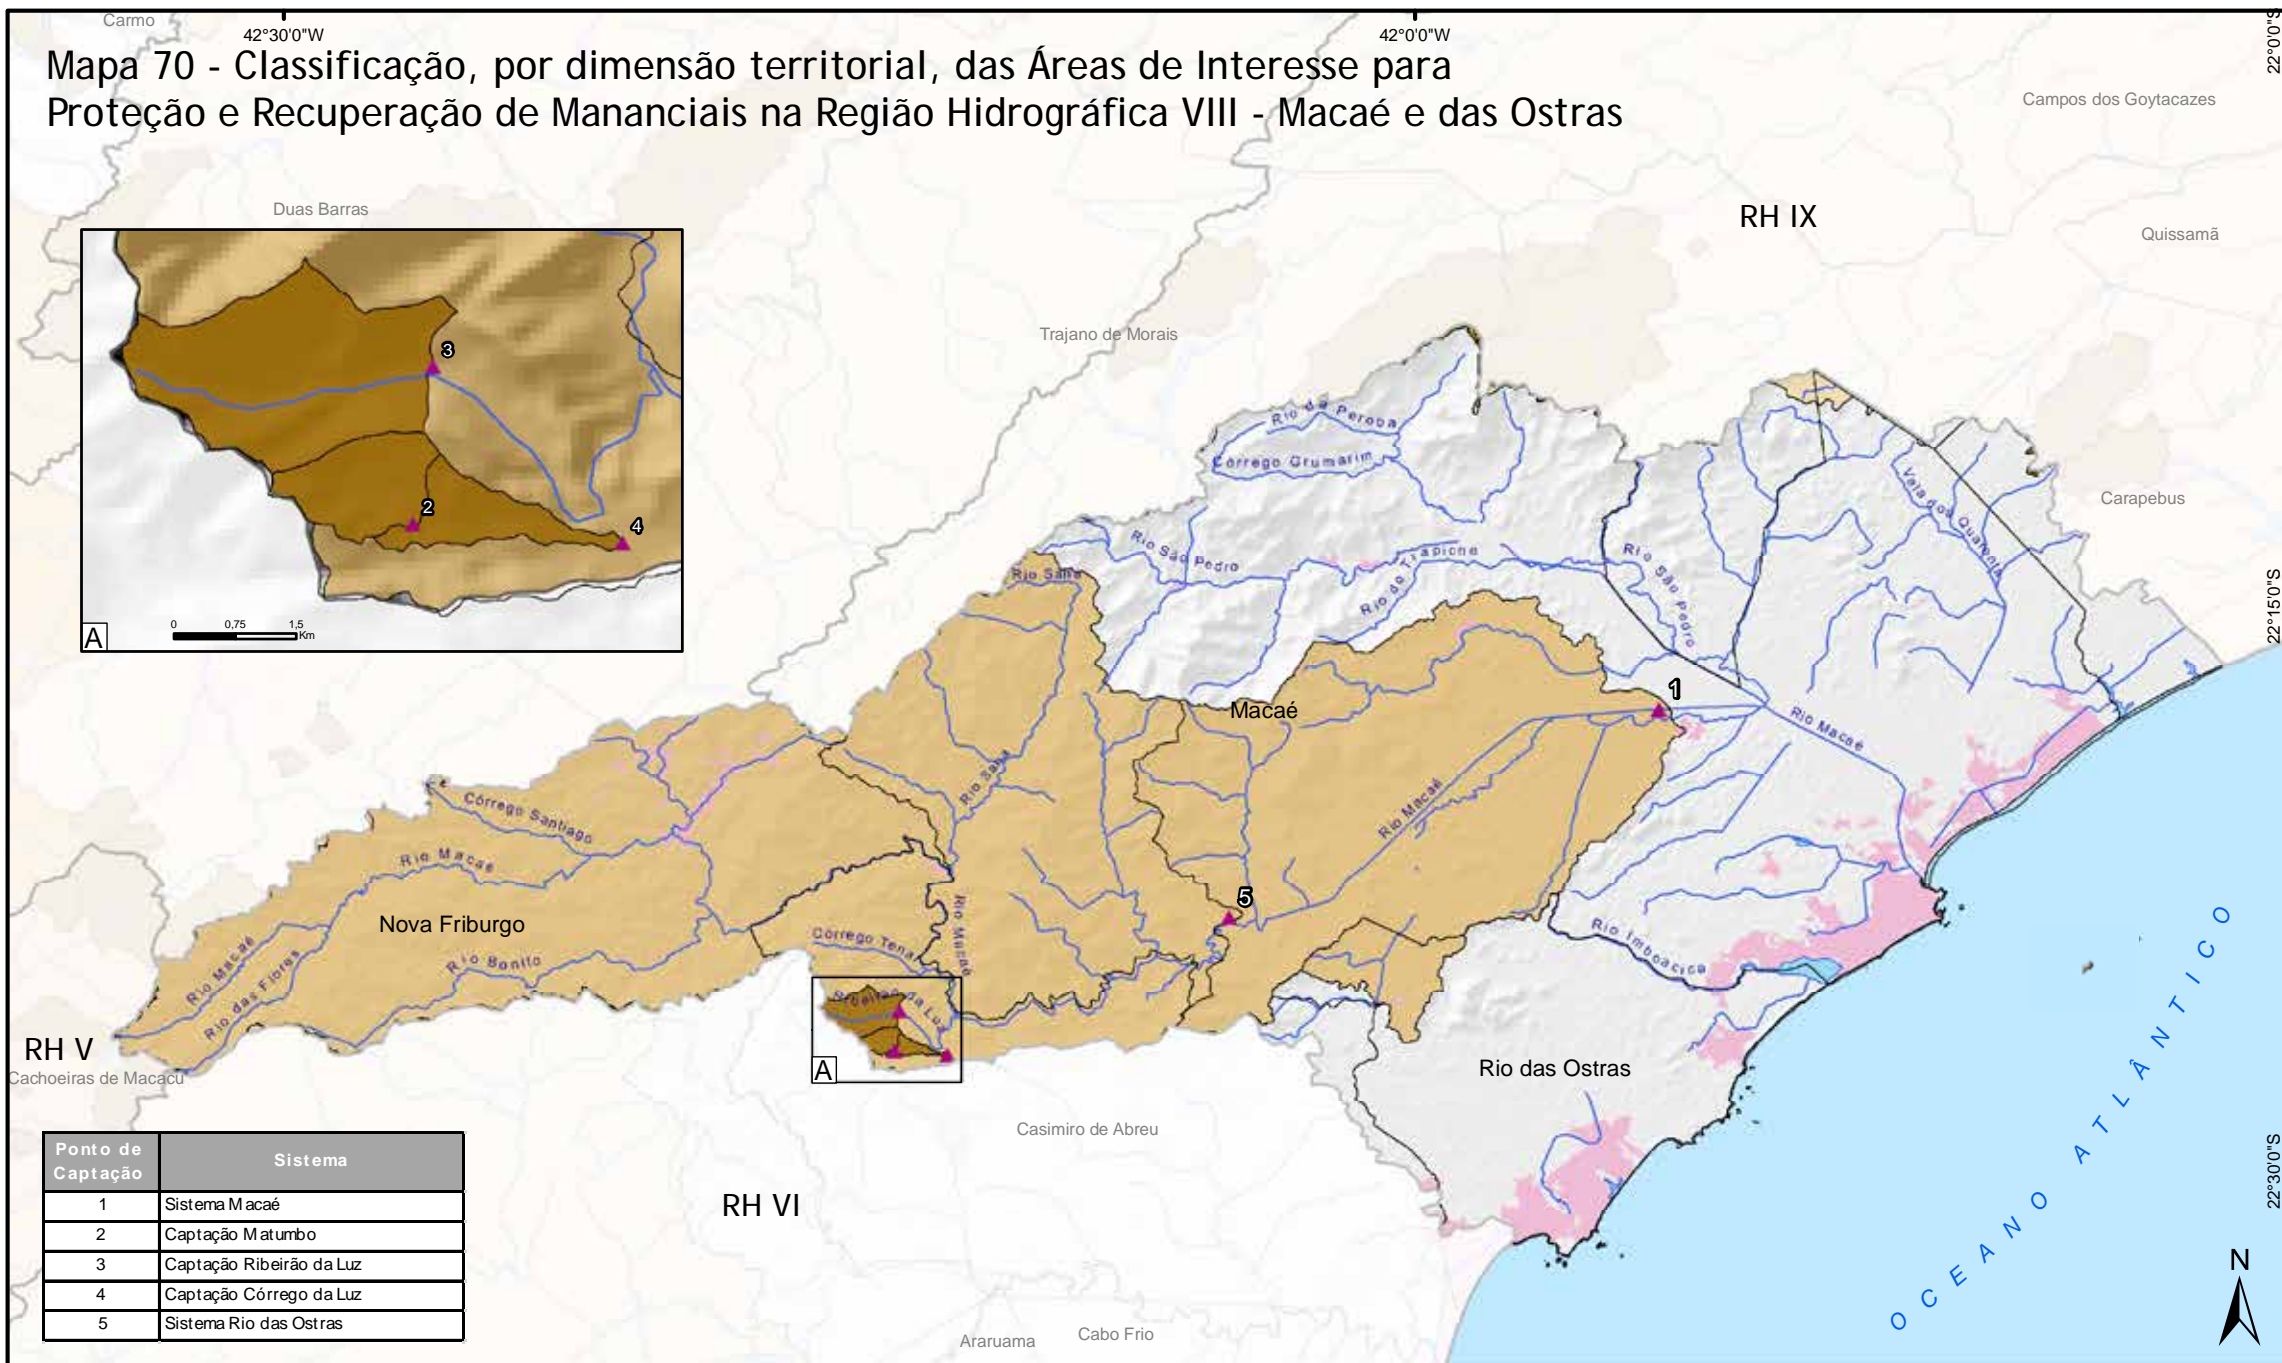 Carmo
42°30'0"W
42°0'0"W
22°0'0"S
Mapa 70 - Classificação, por dimensão territorial, das Áreas de Interesse para
Proteção e Recuperação de Mananciais na Região Hidrográfica VIII - Macaé e das Ostras
Campos dos Goytacazes
Duas Barras
RH IX
Quissamã
Trajano de Morais
3
2
4
A
0 0,75 1,5
Km
Rio da Peroba
Córrego Grumarim
Vala dos Quarenta
Carapebus
Rio São Pedro
Rio do Trapiche
Rio São Pedro
Rio Sana
22°15'0"S
1
Macaé
Rio Macaé
Rio Sana
Rio Macaé
Córrego Santiago
Rio Macaé
5
Nova Friburgo
Rio Macaé
Rio das Flores
Rio Bonito
Córrego Tena
Rio Macaé
Rio Imboacica
Ribeirão da Luz
A
RH V
Cachoeiras de Macacu
Rio das Ostras
OCEANO ATLÂNTICO
Casimiro de Abreu
22°30'0"S
RH VI
Ponto de Captação Sistema
1 Sistema Macaé
2 Captação Matumbo
3 Captação Ribeirão da Luz
4 Captação Córrego da Luz
5 Sistema Rio das Ostras
N
Araruama
Cabo Frio